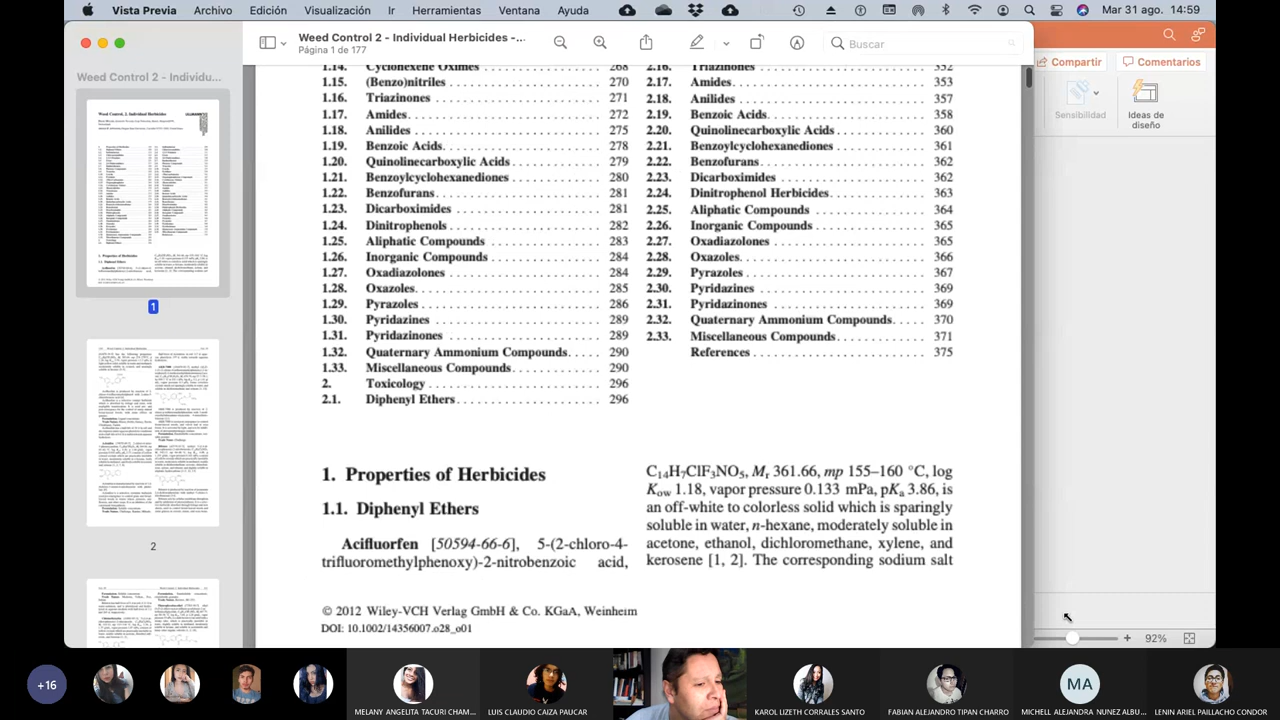 Vista Previa Archivo Edición Visualización Ir Herramientas Ventana Ayuda Mar 31 ago. 14:59
Weed Control 2 - Individual Herbicides -...
Página 1 de 177
Buscar
Weed Control 2 - Individu...
Compartir Comentarios
Sensibilidad
Ideas de
diseño
1
2
1.14. Cyclohexene Oximes 268
1.15. (Benzo)nitriles 270
1.16. Triazinones 271
1.17. Amides 272
1.18. Anilides 275
1.19. Benzoic Acids. 278
1.20. Quinolinecarboxylic Acids 279
1.21. Benzoylcyclohexanediones 280
1.22. Benzofurans 281
1.23. Dicarboximides 281
1.24. Dinitrophenols 282
1.25. Aliphatic Compounds 283
1.26. Inorganic Compounds 284
1.27. Oxadiazolones 284
1.28. Oxazoles. 285
1.29. Pyrazoles 286
1.30. Pyridazines 289
1.31. Pyridazinones 289
1.32. Quaternary Ammonium Compounds 290
1.33. Miscellaneous Compounds 290
2. Toxicology 296
2.1. Diphenyl Ethers 296
2.16. Triazinones 352
2.17. Amides 353
2.18. Anilides 357
2.19. Benzoic Acids. 358
2.20. Quinolinecarboxylic Acids 360
2.21. Benzoylcyclohexanediones 361
2.22. Benzofurans 362
2.23. Dicarboximides 362
2.24. Dinitrophenol Herbicides 363
2.25. Aliphatic Compounds 364
2.26. Inorganic Compounds 365
2.27. Oxadiazolones 365
2.28. Oxazoles. 366
2.29. Pyrazoles 367
2.30. Pyridazines 369
2.31. Pyridazinones 369
2.32. Quaternary Ammonium Compounds 370
2.33. Miscellaneous Compounds 371
References 375
1. Properties of Herbicides
1.1. Diphenyl Ethers
Acifluorfen [50594-66-6], 5-(2-chloro-4-
trifluoromethylphenoxy)-2-nitrobenzoic acid,
C14H7ClF3NO5, Mr 361.66, mp 155–160 °C, log
Kow 1.18, vapor pressure 0.133 mPa, pKa 3.86, is
an off-white to colorless solid which is sparingly
soluble in water, n-hexane, moderately soluble in
acetone, ethanol, dichloromethane, xylene, and
kerosene [1, 2]. The corresponding sodium salt
© 2012 Wiley-VCH Verlag GmbH & Co. KGaA, Weinheim
DOI: 10.1002/14356007.o28_o01
92%
+16
MELANY ANGELITA TACURI CHAM...
LUIS CLAUDIO CAIZA PAUCAR
KAROL LIZETH CORRALES SANTO
FABIAN ALEJANDRO TIPAN CHARRO
MA
MICHELL ALEJANDRA NUNEZ ALBU...
LENIN ARIEL PAILLACHO CONDOR